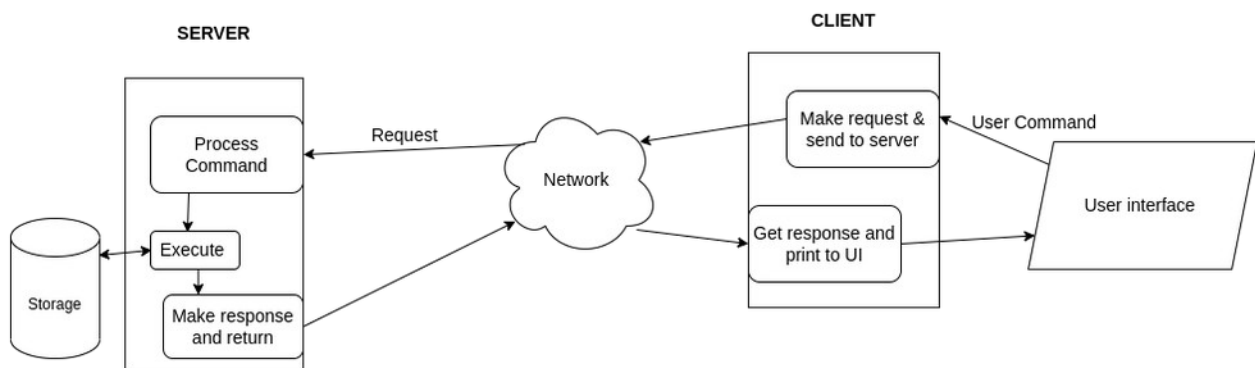 SERVER
CLIENT
Process
Command
Request
Network
Make request &
send to server
User Command
User interface
Execute
Storage
Make response
and return
Get response and
print to UI